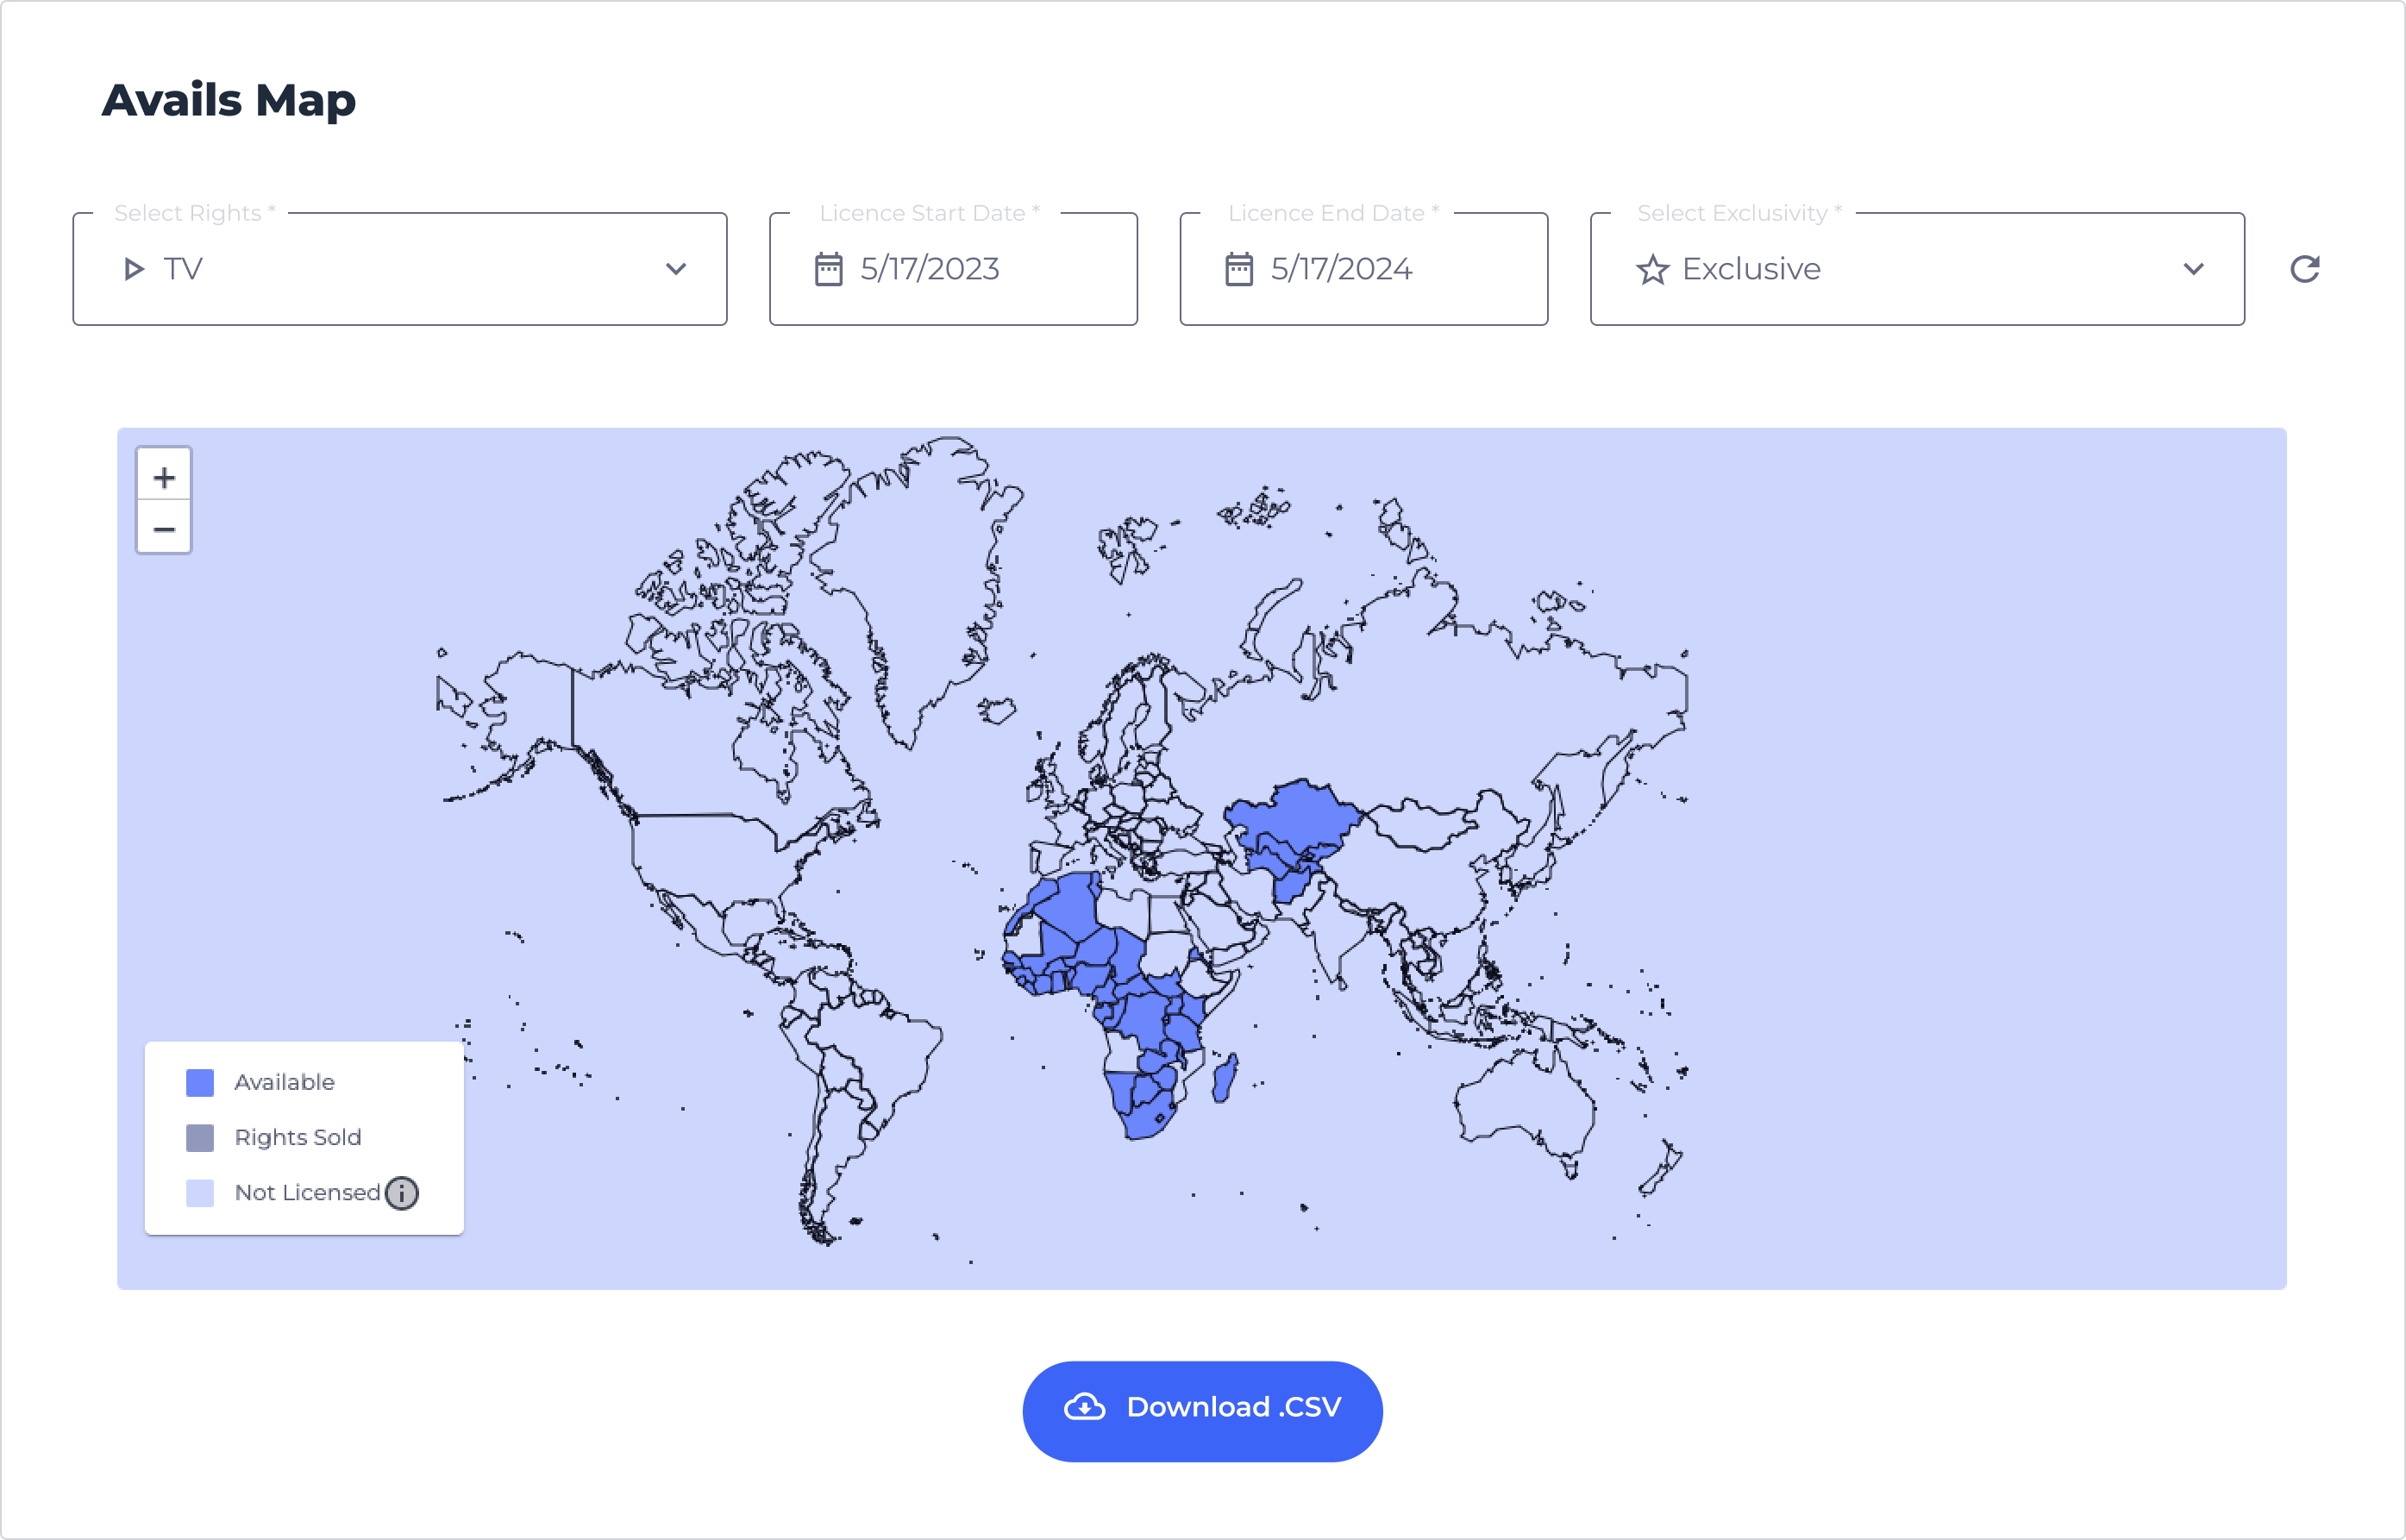 Avails Map
Select Rights *
TV
Licence Start Date *
5/17/2023
Licence End Date *
5/17/2024
Select Exclusivity *
Exclusive
+
−
Available
Rights Sold
Not Licensed
Download .CSV